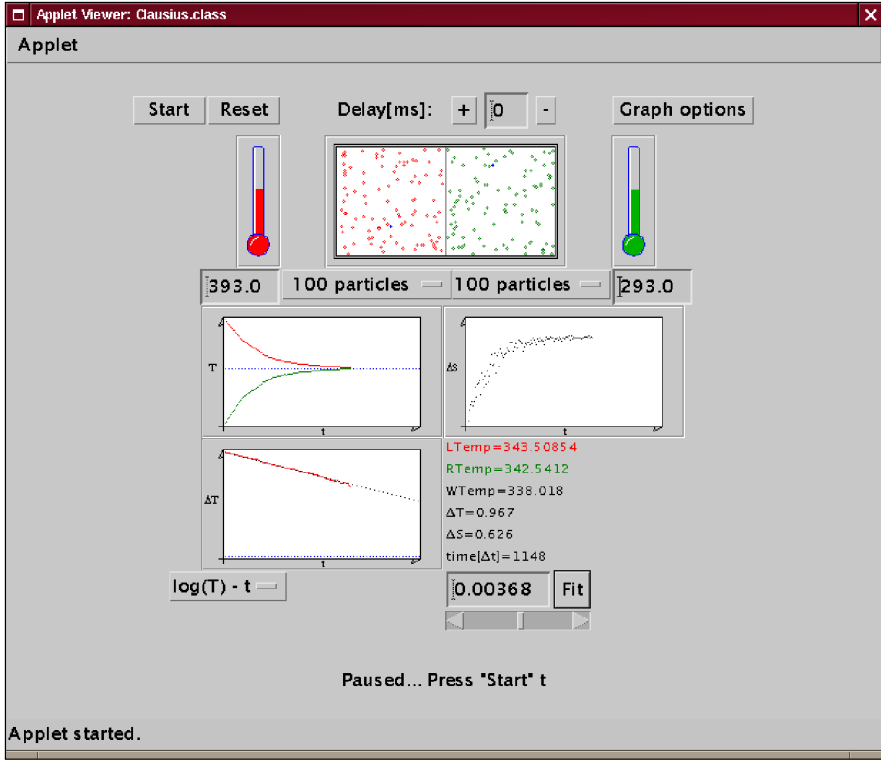 Applet Viewer: Clausius.class
Applet
Start Reset Delay[ms]: + 0 - Graph options
393.0 100 particles 100 particles 293.0
T
t
ΔS
t
ΔT
t
LTemp=343.50854
RTemp=342.5412
WTemp=338.018
ΔT=0.967
ΔS=0.626
time[Δt]=1148
log(T) - t
0.00368 Fit
Paused... Press "Start" t
Applet started.